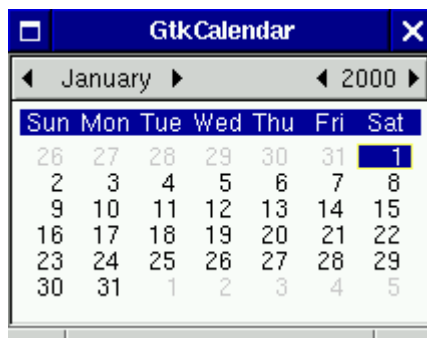 GtkCalendar
January 2000
Sun Mon Tue Wed Thu Fri Sat
26 27 28 29 30 31 1
2 3 4 5 6 7 8
9 10 11 12 13 14 15
16 17 18 19 20 21 22
23 24 25 26 27 28 29
30 31 1 2 3 4 5